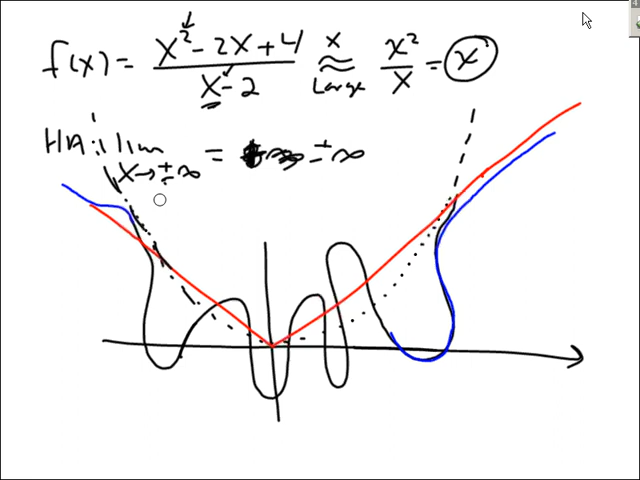 f(x) = (x² - 2x + 4)/(x - 2) ≈ x Large x²/x = x
HA: lim x→±∞ = ±∞